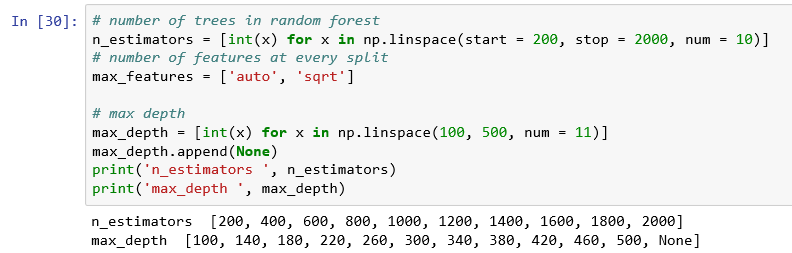 In [30]: # number of trees in random forest
n_estimators = [int(x) for x in np.linspace(start = 200, stop = 2000, num = 10)]
# number of features at every split
max_features = ['auto', 'sqrt']
# max depth
max_depth = [int(x) for x in np.linspace(100, 500, num = 11)]
max_depth.append(None)
print('n_estimators ', n_estimators)
print('max_depth ', max_depth)
n_estimators  [200, 400, 600, 800, 1000, 1200, 1400, 1600, 1800, 2000]
max_depth  [100, 140, 180, 220, 260, 300, 340, 380, 420, 460, 500, None]